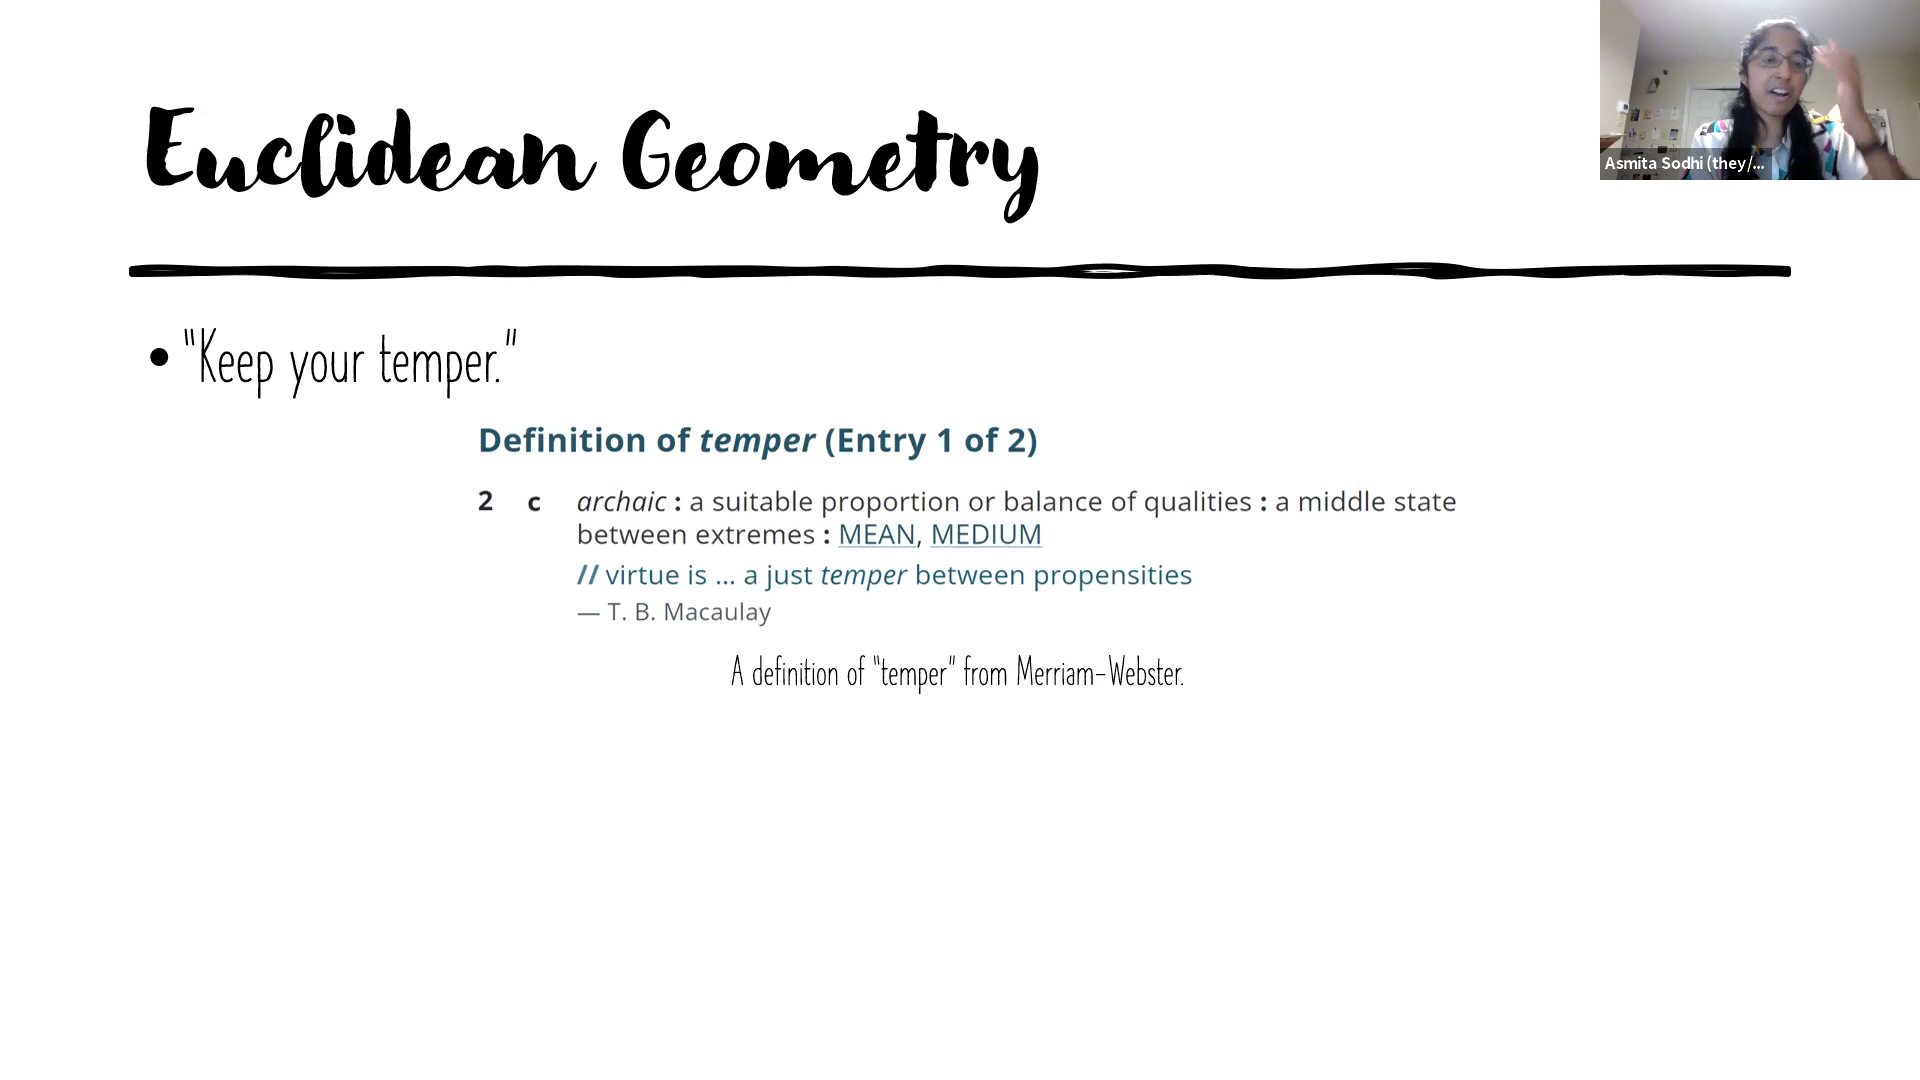 Euclidean Geometry
Asmita Sodhi (they/...
• "Keep your temper."
Definition of temper (Entry 1 of 2)
2 c archaic : a suitable proportion or balance of qualities : a middle state
between extremes : MEAN, MEDIUM
// virtue is ... a just temper between propensities
— T. B. Macaulay
A definition of "temper" from Merriam-Webster.